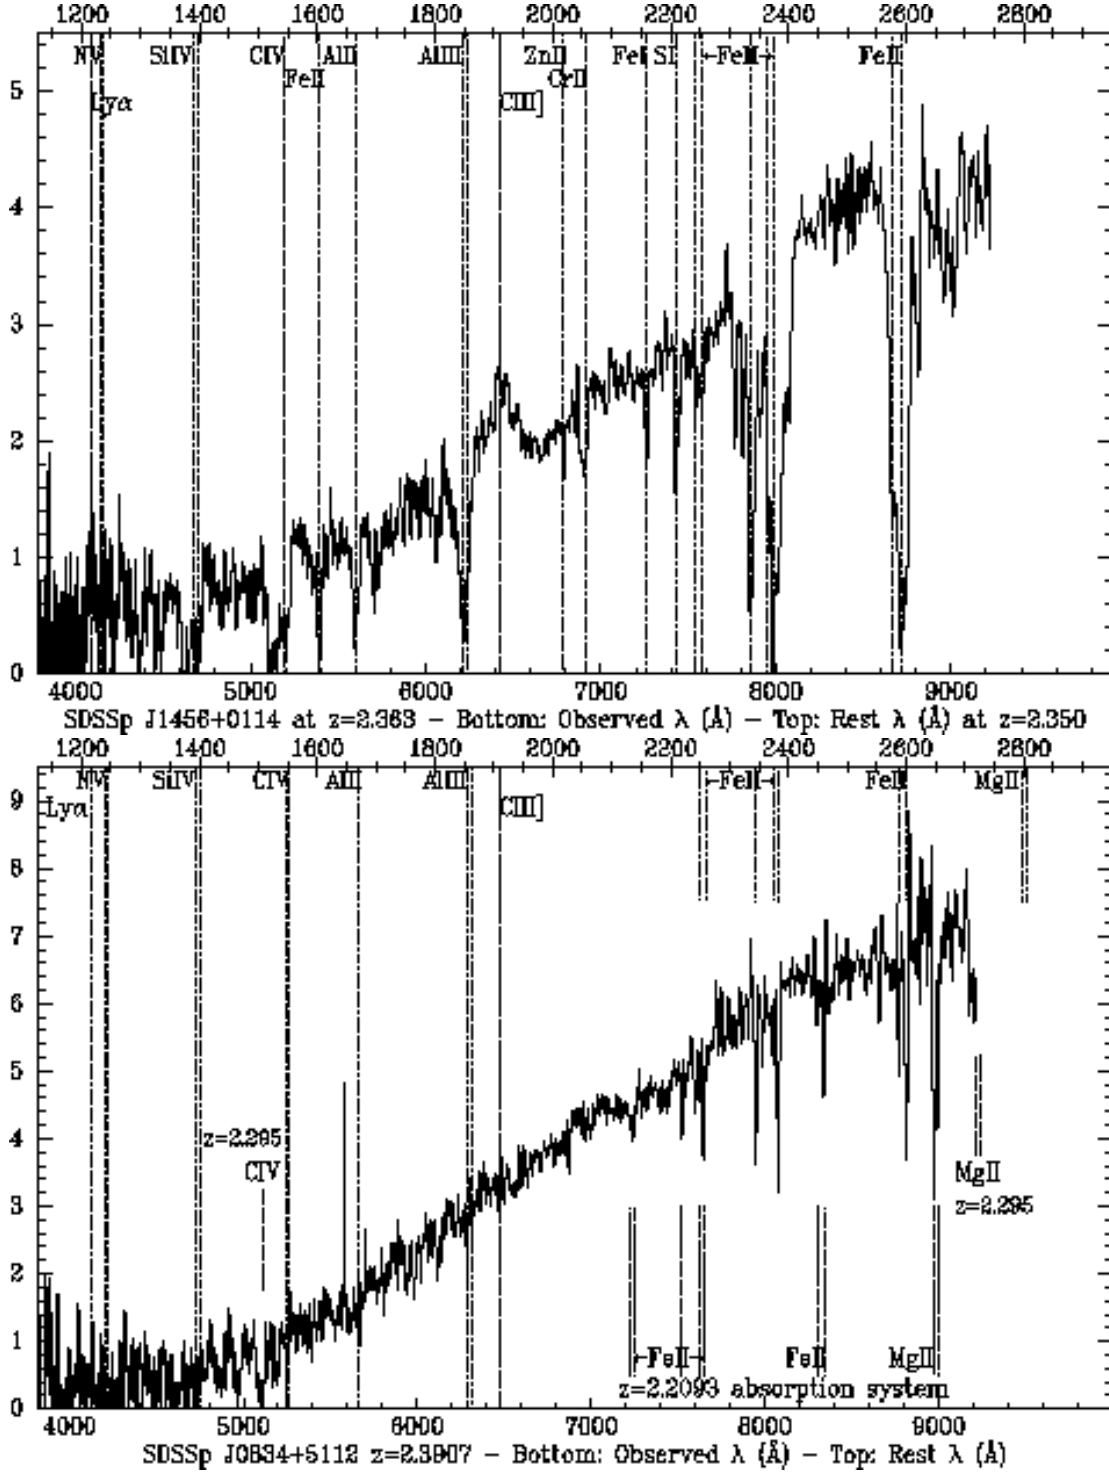 1200 1400 1600 1800 2000 2200 2400 2600 2800
NV SiIV CIV AlII AlIII ZnII FeI SI ←FeII→ FeII
FeII CrII
Lyα CIII]
5
4
3
2
1
0
4000 5000 6000 7000 8000 9000
SDSSp J1456+0114 at z=2.363 – Bottom: Observed λ (Å) – Top: Rest λ (Å) at z=2.350
1200 1400 1600 1800 2000 2200 2400 2600 2800
NV SiIV CIV AlII AlIII ←FeII→ FeII MgII
Lyα CIII]
9
8
7
6
5
4
z=2.295
CIV MgII
3 z=2.295
2
1
←FeII→ FeII MgII
z=2.2093 absorption system
0
4000 5000 6000 7000 8000 9000
SDSSp J0834+5112 z=2.3907 – Bottom: Observed λ (Å) – Top: Rest λ (Å)